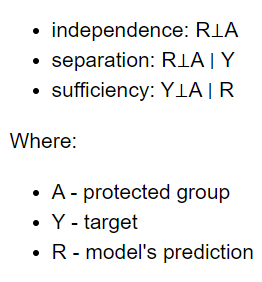 • independence: R⊥A
• separation: R⊥A | Y
• sufficiency: Y⊥A | R
Where:
• A - protected group
• Y - target
• R - model's prediction